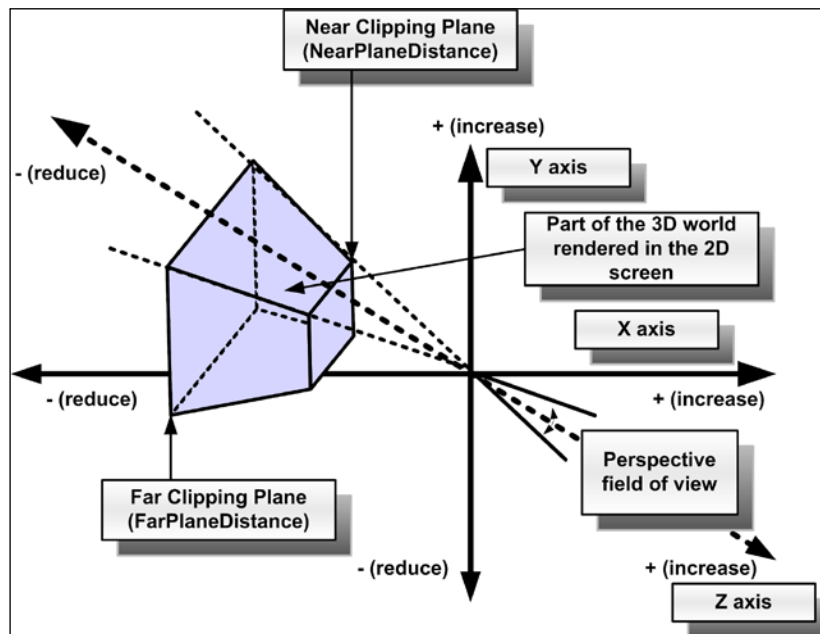 Near Clipping Plane
(NearPlaneDistance)
+ (increase)
- (reduce)
Y axis
Part of the 3D world
rendered in the 2D
screen
X axis
- (reduce)
+ (increase)
Perspective
field of view
Far Clipping Plane
(FarPlaneDistance)
- (reduce)
+ (increase)
Z axis